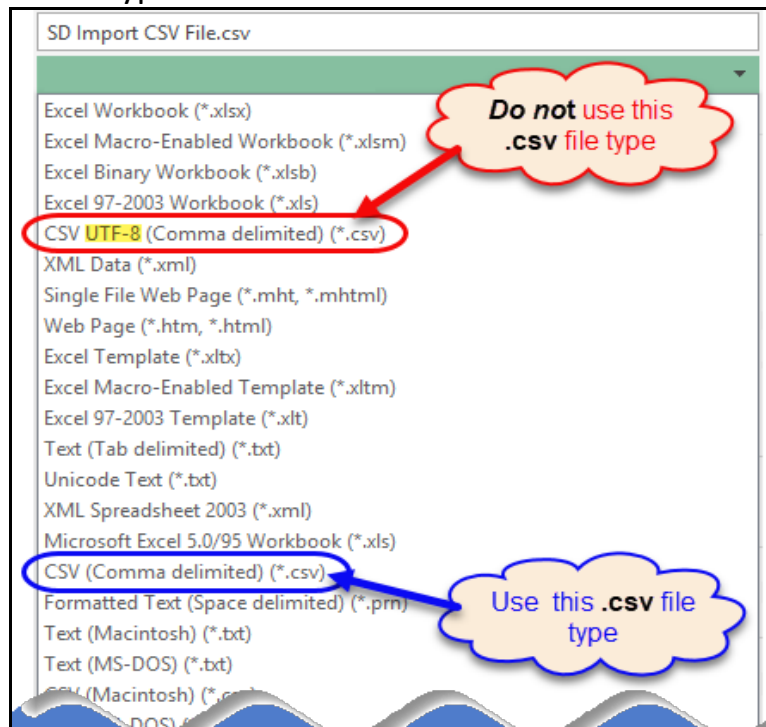 SD Import CSV File.csv
Excel Workbook (*.xlsx)
Excel Macro-Enabled Workbook (*.xlsm)
Excel Binary Workbook (*.xlsb)
Excel 97-2003 Workbook (*.xls)
CSV UTF-8 (Comma delimited) (*.csv)
XML Data (*.xml)
Single File Web Page (*.mht, *.mhtml)
Web Page (*.htm, *.html)
Excel Template (*.xltx)
Excel Macro-Enabled Template (*.xltm)
Excel 97-2003 Template (*.xlt)
Text (Tab delimited) (*.txt)
Unicode Text (*.txt)
XML Spreadsheet 2003 (*.xml)
Microsoft Excel 5.0/95 Workbook (*.xls)
CSV (Comma delimited) (*.csv)
Formatted Text (Space delimited) (*.prn)
Text (Macintosh) (*.txt)
Text (MS-DOS) (*.txt)
(Macintosh)
Do not use this
.csv file type
Use this .csv file
type